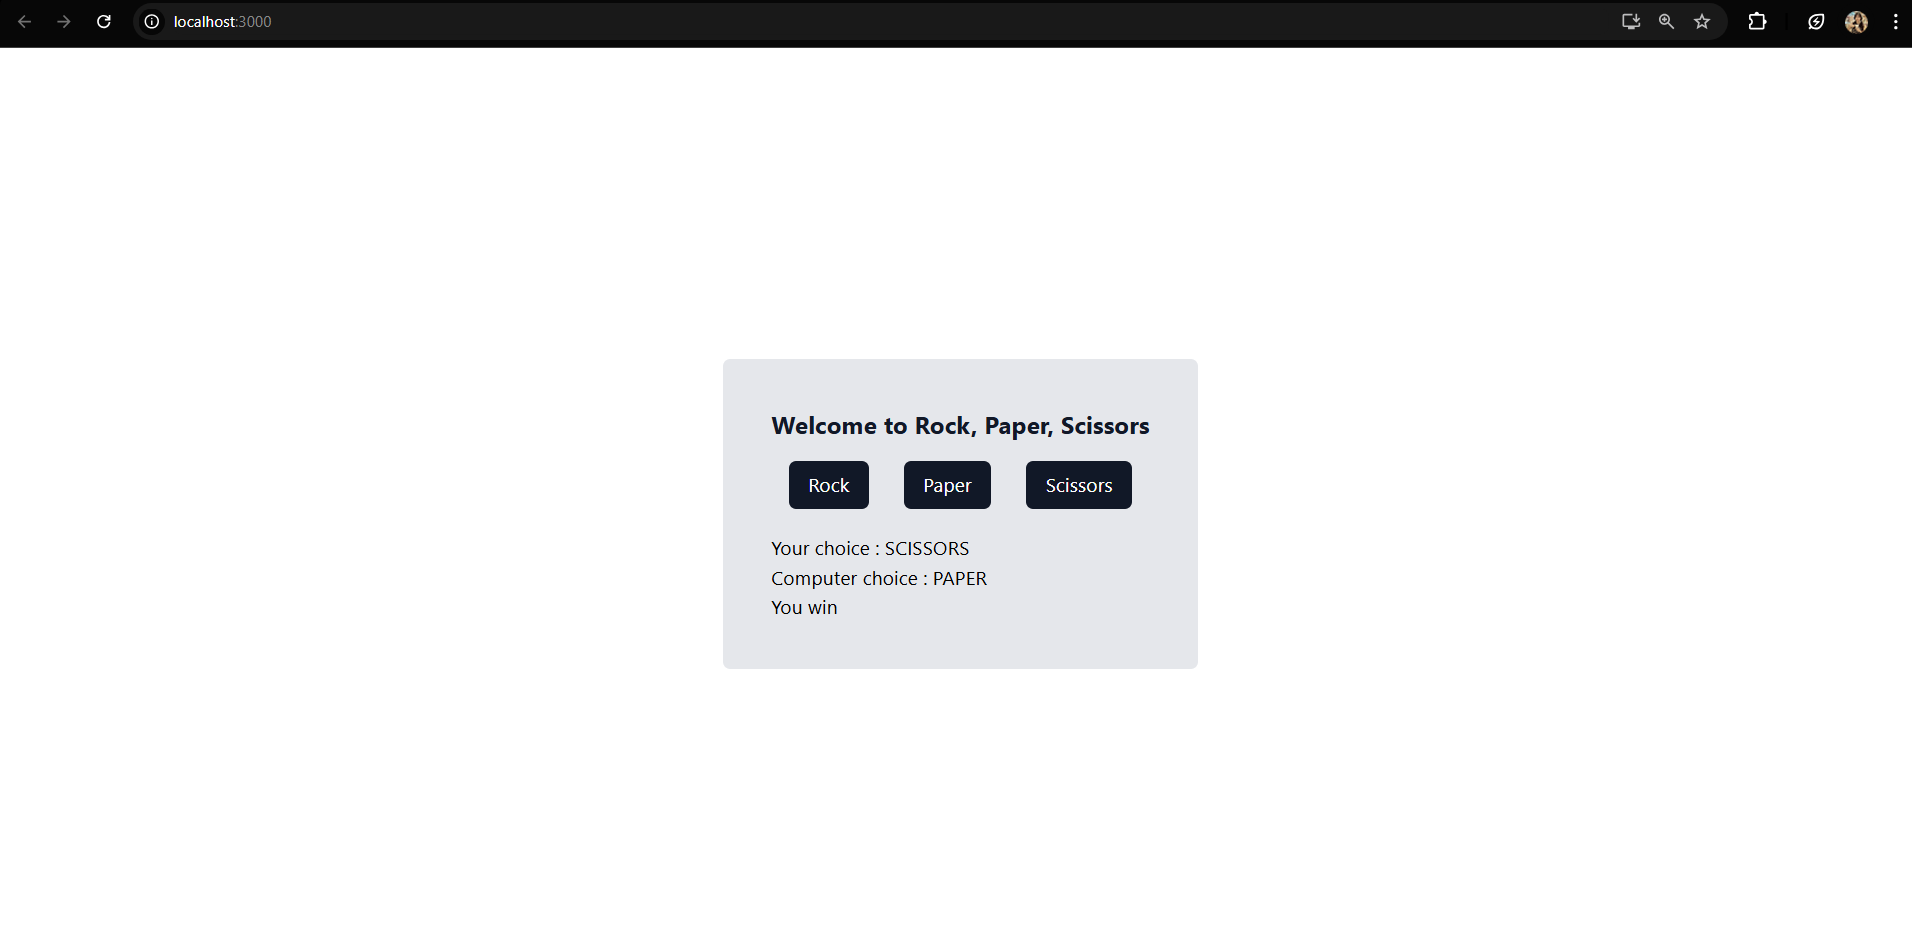 localhost:3000
Welcome to Rock, Paper, Scissors
Rock Paper Scissors
Your choice : SCISSORS
Computer choice : PAPER
You win